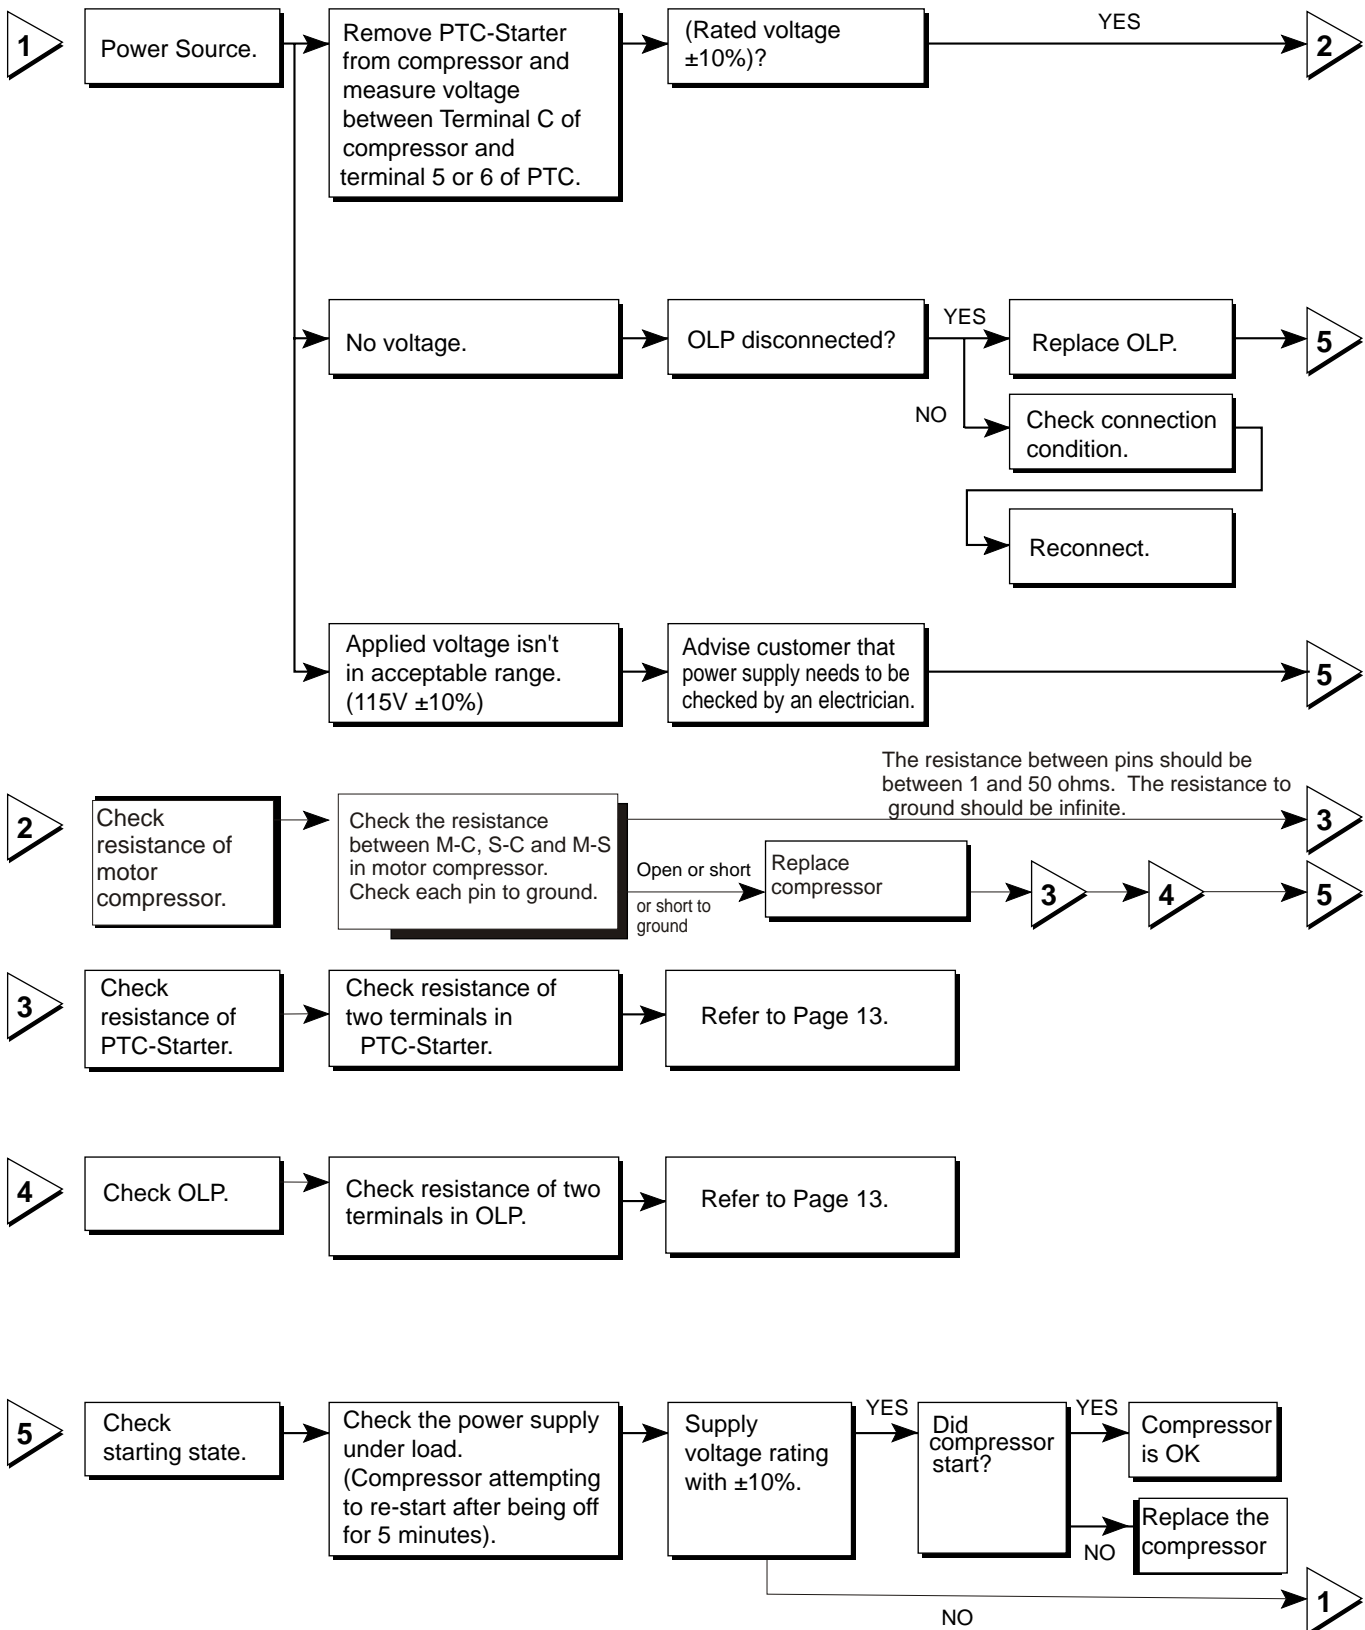 1
Power Source.
Remove PTC-Starter
from compressor and
measure voltage
between Terminal C of
compressor and
terminal 5 or 6 of PTC.
(Rated voltage
±10%)?
YES
2
No voltage.
OLP disconnected?
YES
Replace OLP.
5
NO
Check connection
condition.
Reconnect.
Applied voltage isn't
in acceptable range.
(115V ±10%)
Advise customer that
power supply needs to be
checked by an electrician.
5
2
Check
resistance of
motor
compressor.
Check the resistance
between M-C, S-C and M-S
in motor compressor.
Check each pin to ground.
The resistance between pins should be
between 1 and 50 ohms. The resistance to
ground should be infinite.
3
Open or short
or short to
ground
Replace
compressor
3
4
5
3
Check
resistance of
PTC-Starter.
Check resistance of
two terminals in
PTC-Starter.
Refer to Page 13.
4
Check OLP.
Check resistance of two
terminals in OLP.
Refer to Page 13.
5
Check
starting state.
Check the power supply
under load.
(Compressor attempting
to re-start after being off
for 5 minutes).
Supply
voltage rating
with ±10%.
YES
Did
compressor
start?
YES
Compressor
is OK
NO
Replace the
compressor
NO
1